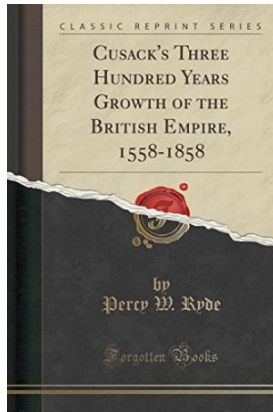 CLASSIC REPRINT SERIES
CUSACK'S THREE
HUNDRED YEARS
GROWTH OF THE
BRITISH EMPIRE,
1558-1858
by
Percy W. Ryde
Forgotten Books